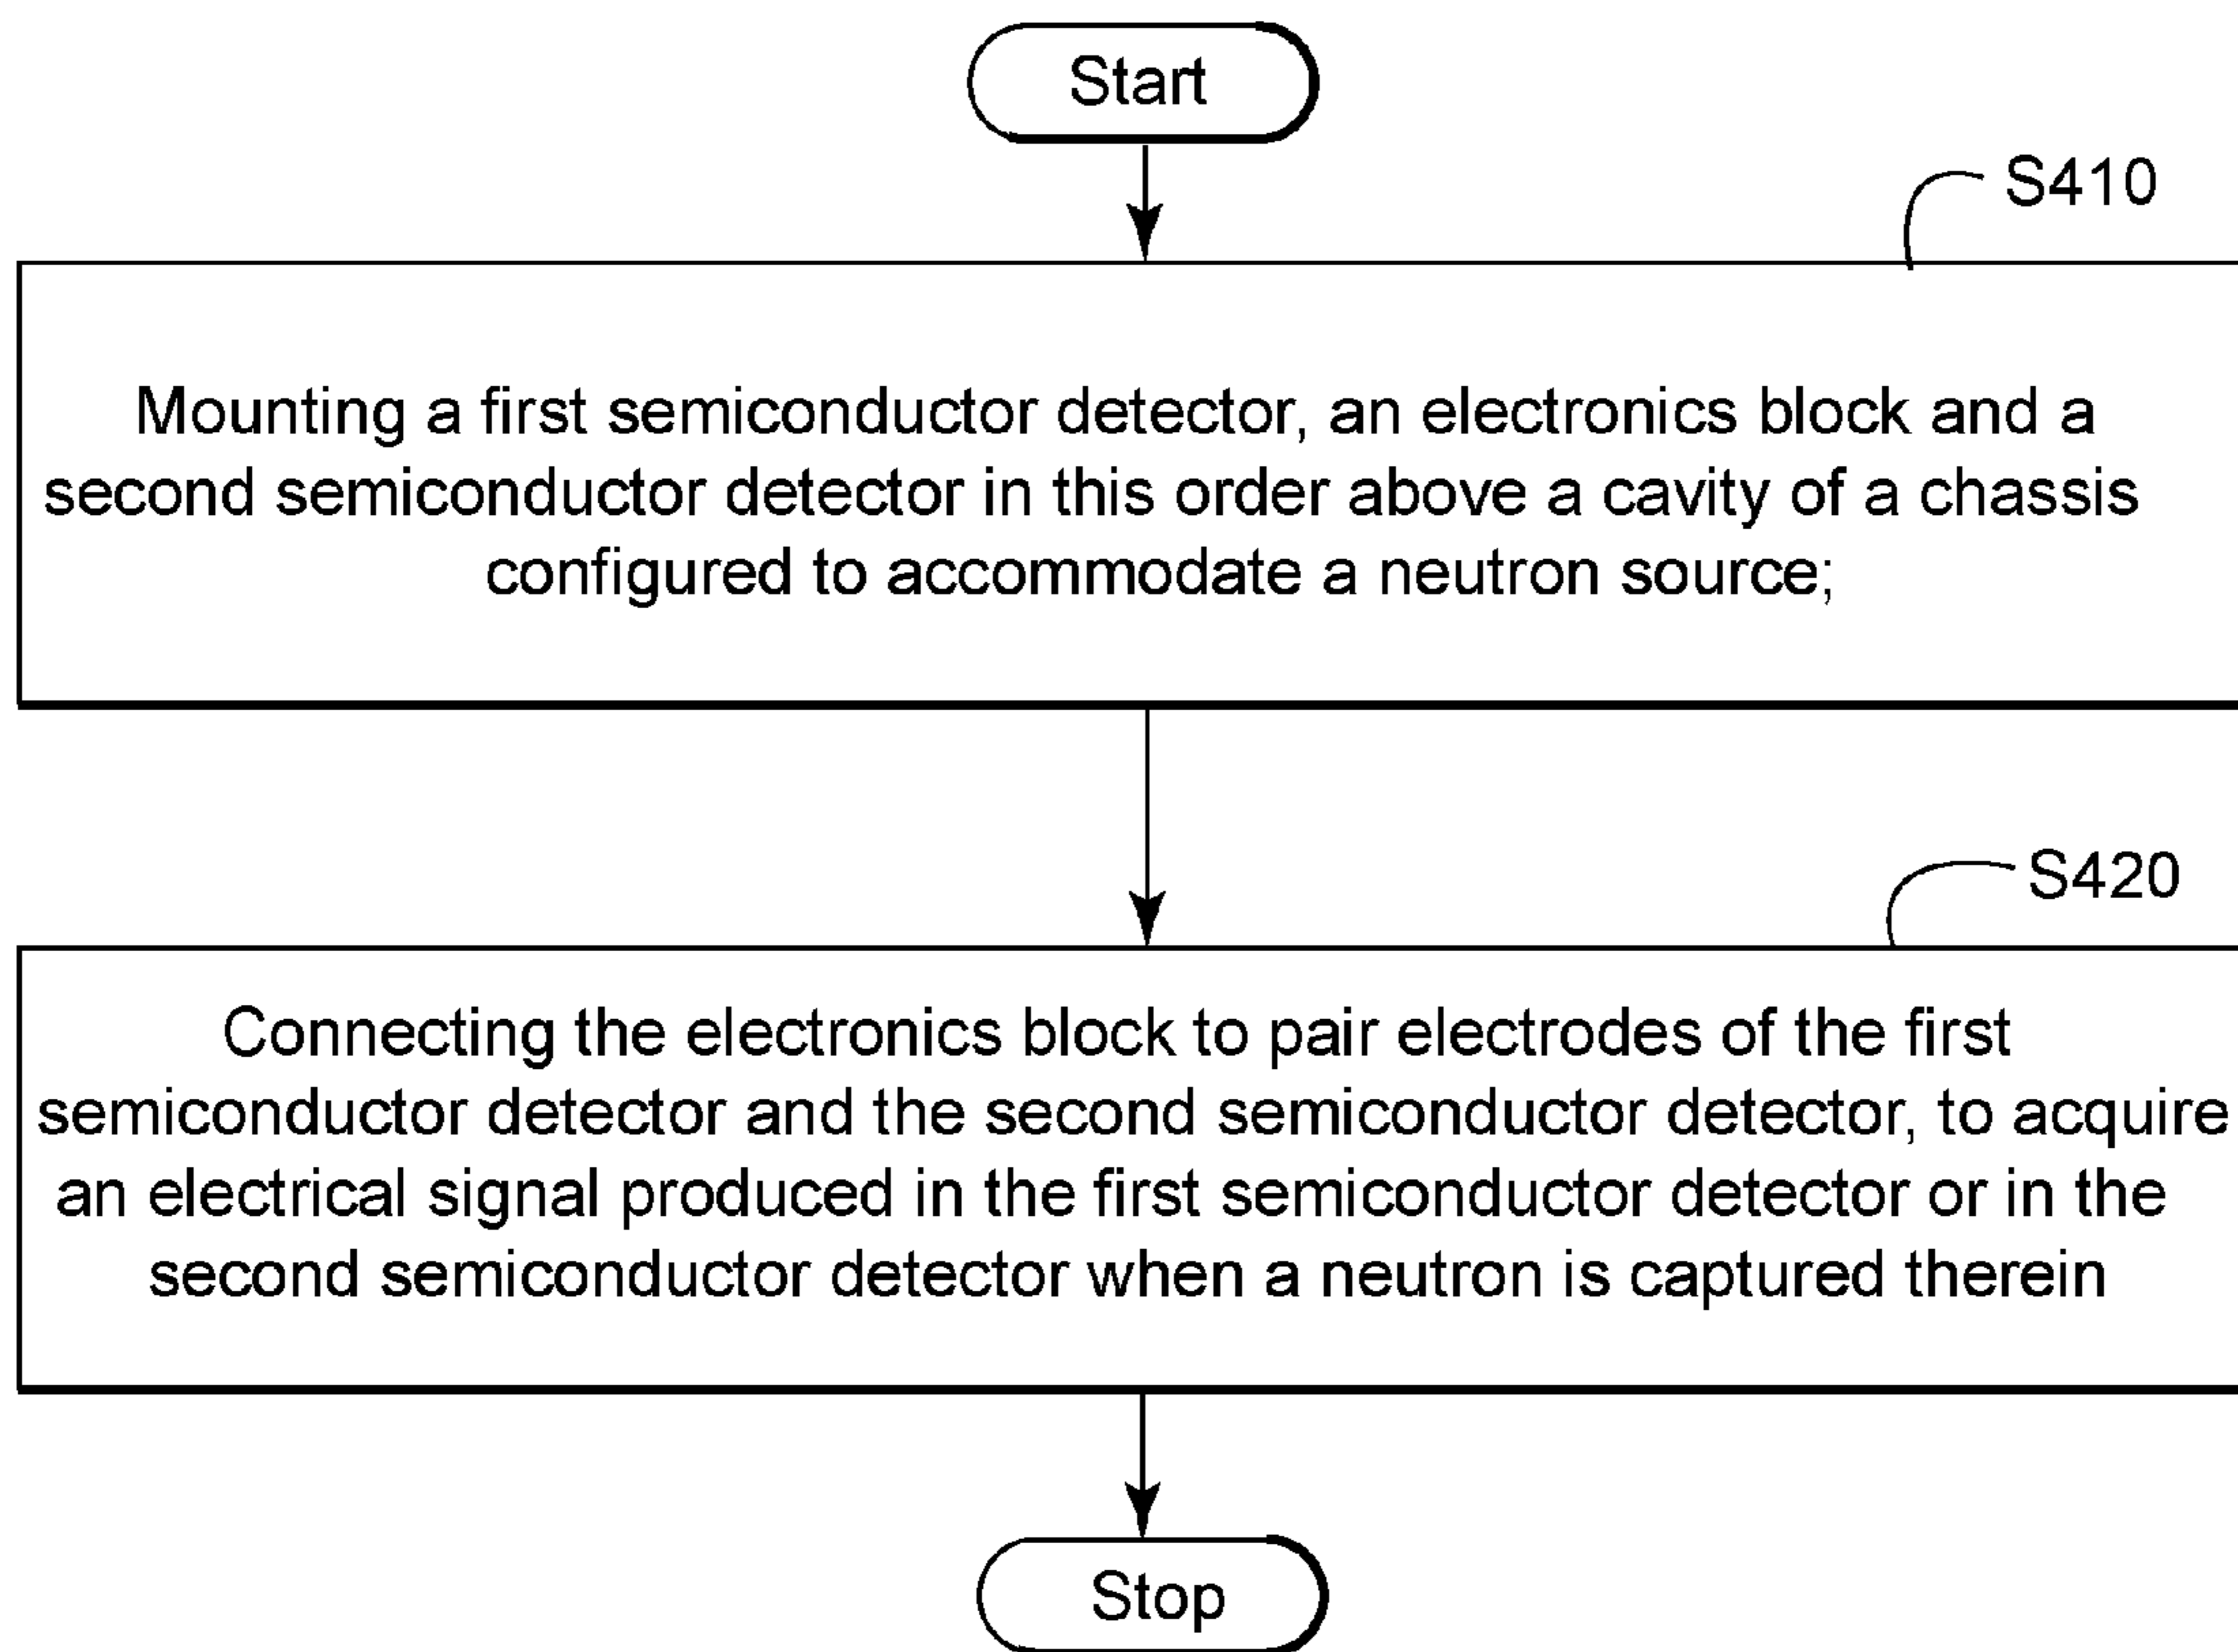 Start
S410
Mounting a first semiconductor detector, an electronics block and a
second semiconductor detector in this order above a cavity of a chassis
configured to accommodate a neutron source;
S420
Connecting the electronics block to pair electrodes of the first
semiconductor detector and the second semiconductor detector, to acquire
an electrical signal produced in the first semiconductor detector or in the
second semiconductor detector when a neutron is captured therein
Stop